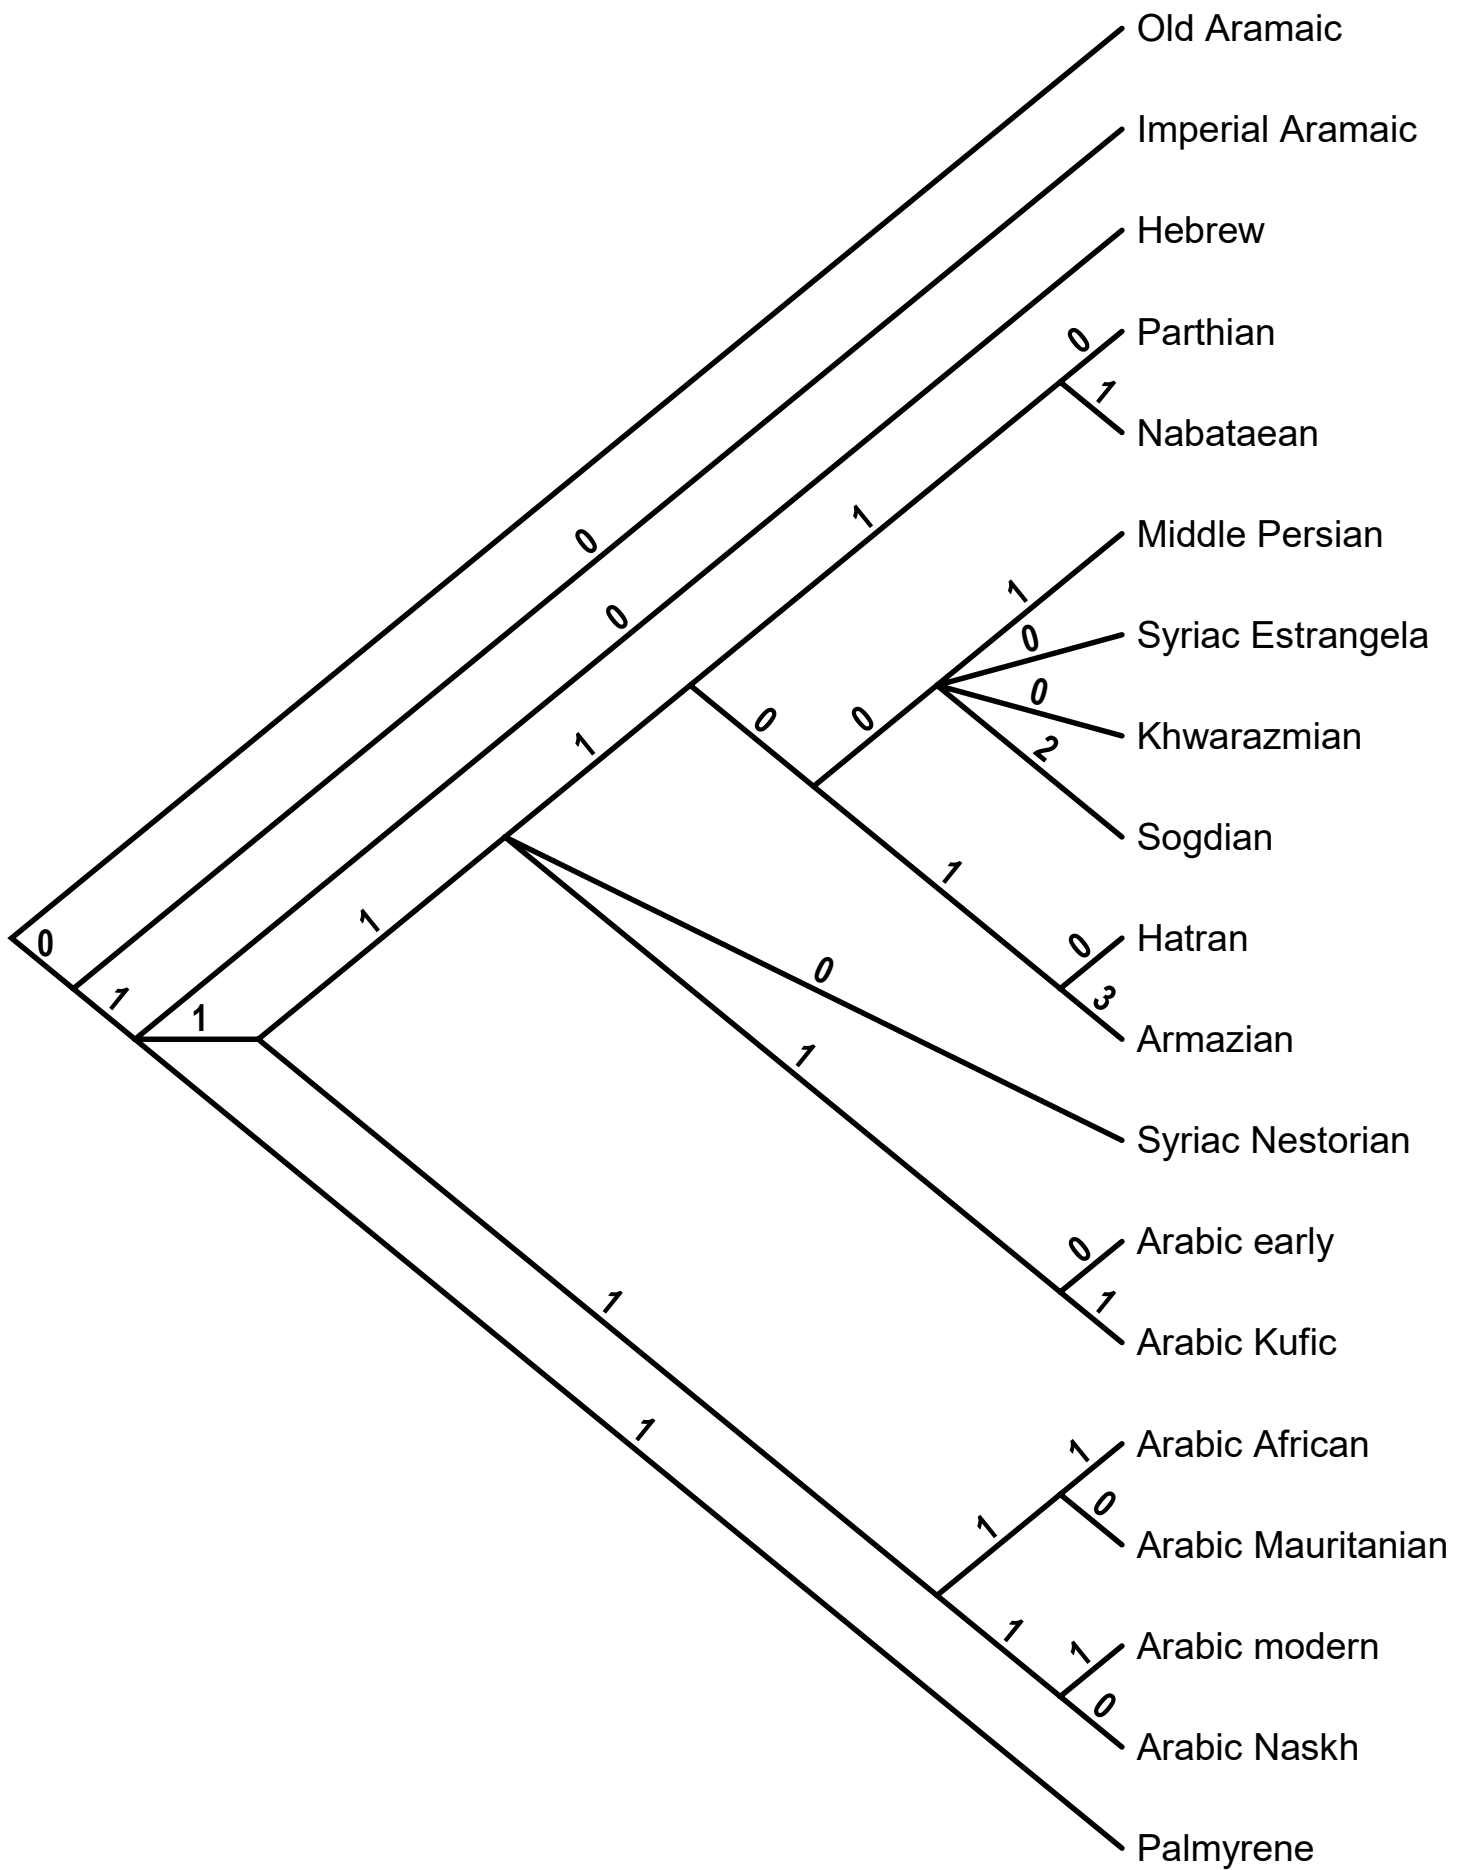 Old Aramaic
Imperial Aramaic
Hebrew
0
Parthian
1
Nabataean
1
0
Middle Persian
1
0
Syriac Estrangela
0
0
Khwarazmian
0
0
2
1
Sogdian
1
1
0
Hatran
0
0
3
1
1
Armazian
1
Syriac Nestorian
0
Arabic early
1
1
Arabic Kufic
1
1
Arabic African
0
1
Arabic Mauritanian
1
1
Arabic modern
0
Arabic Naskh
Palmyrene